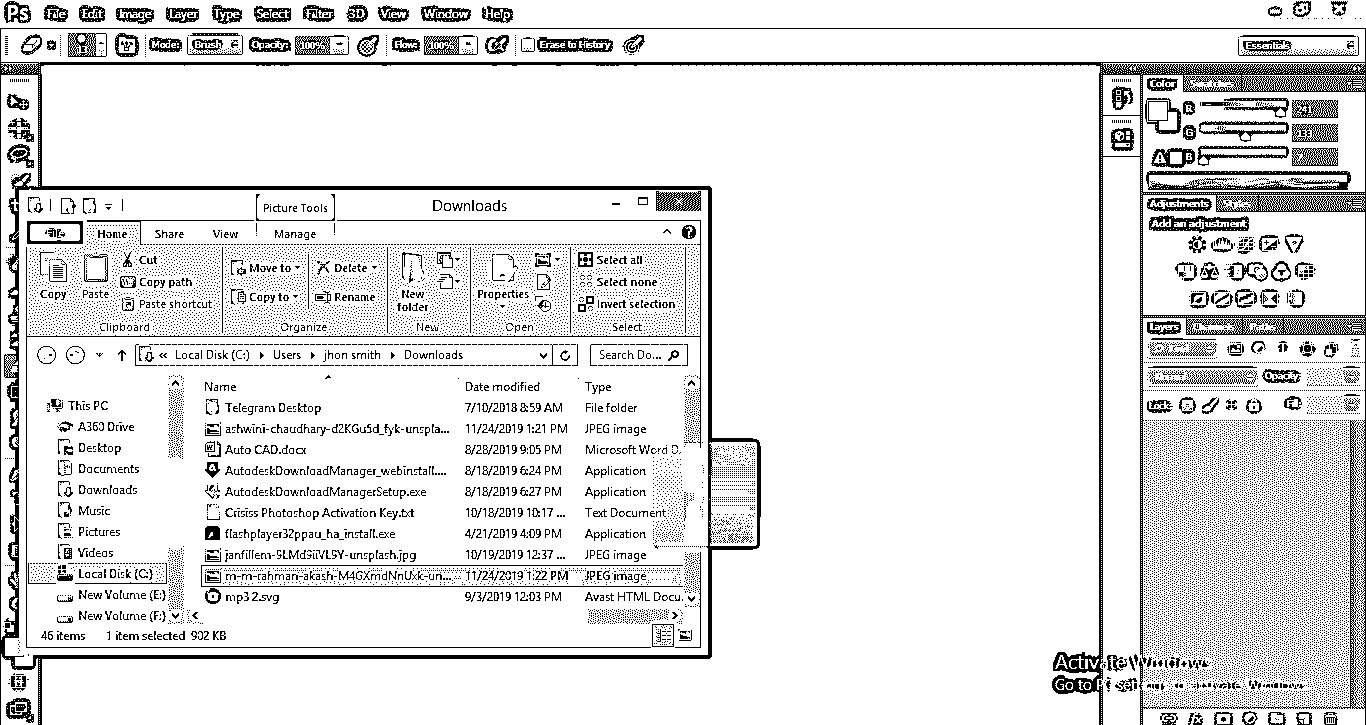 Ps File Edit Image Layer Type Select Filter 3D View Window Help
Mode: Brush Opacity: 100% Flow: 100% Erase to History Essentials
Color
R
G
B
Adjustments
Add an adjustment
Layers
Opacity
Lock:
Picture Tools Downloads
Home Share View Manage
Copy Paste Cut Copy path Paste shortcut
Clipboard
Move to Copy to Delete Rename
Organize
New folder
New
Properties
Open
Select all
Select none
Invert selection
Select
« Local Disk (C:) Users jhon smith Downloads Search Do...
Name Date modified Type
This PC
A360 Drive
Desktop
Documents
Downloads
Music
Pictures
Videos
Local Disk (C:)
New Volume (E:)
New Volume (F:)
Telegram Desktop 7/10/2018 8:59 AM File folder
ashwini-chaudhary-d2KGu5d_fyk-unspla... 11/24/2019 1:21 PM JPEG image
Auto CAD.docx 8/28/2019 9:05 PM Microsoft Word D
AutodeskDownloadManager_webinstall.... 8/18/2019 6:24 PM Application
AutodeskDownloadManagerSetup.exe 8/18/2019 6:27 PM Application
Crisiss Photoshop Activation Key.txt 10/18/2019 10:17 ... Text Document
flashplayer32ppau_ha_install.exe 4/21/2019 4:09 PM Application
10/19/2019 12:37 ... JPEG image
m-m-rahman-akash-M4GXmdNnUxk-un... 11/24/2019 1:22 PM JPEG image
mp3 2.svg 9/3/2019 12:03 PM Avast HTML Docu
46 items 1 item selected 902 KB
Activate Windows
Go to PC settings to activate Windows.